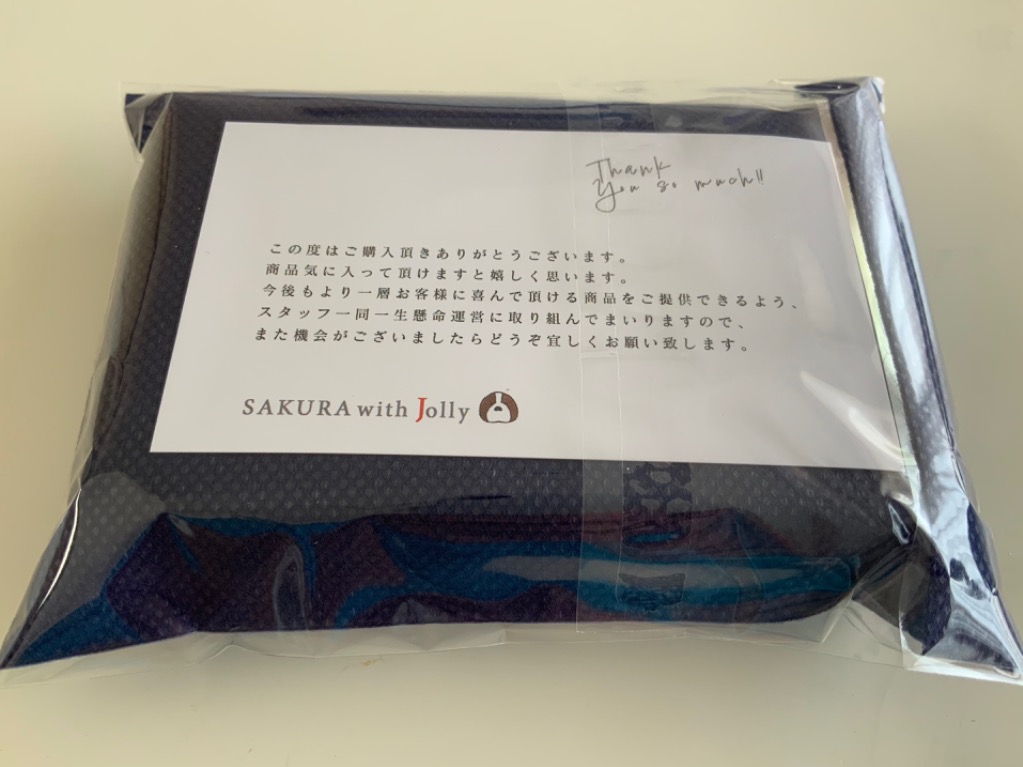 Thank
You so much!!
この度はご購入頂きありがとうございます。
商品気に入って頂けますと嬉しく思います。
今後もより一層お客様に喜んで頂ける商品をご提供できるよう、
スタッフ一同一生懸命運営に取り組んでまいりますので、
また機会がございましたらどうぞ宜しくお願い致します。
SAKURA with Jolly